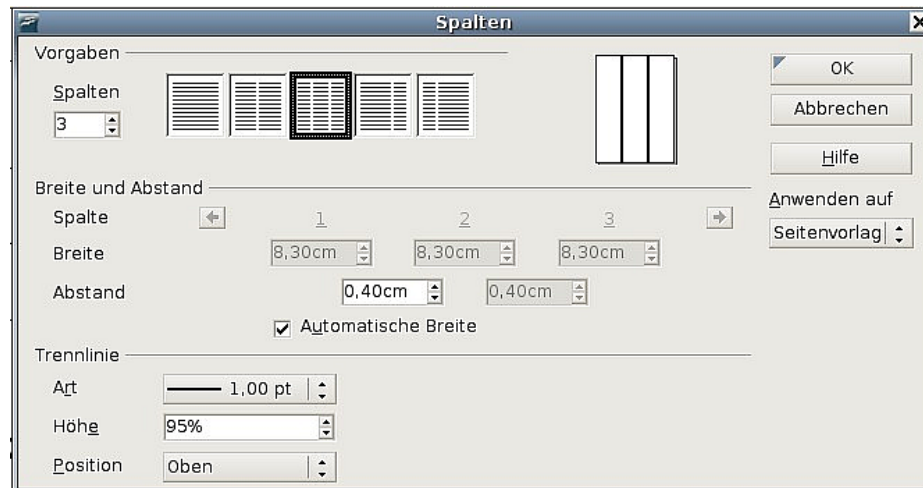 Spalten
Vorgaben
Spalten
3
OK
Abbrechen
Hilfe
Breite und Abstand
Anwenden auf
Spalte 1 2 3
Seitenvorlag
Breite 8,30cm 8,30cm 8,30cm
Abstand 0,40cm 0,40cm
Automatische Breite
Trennlinie
Art 1,00 pt
Höhe 95%
Position Oben